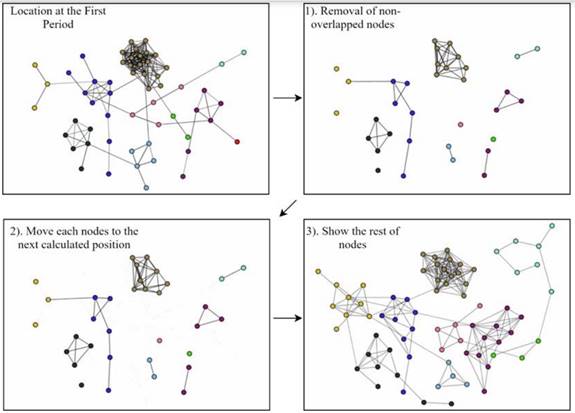 Location at the First
Period
1). Removal of non-
overlapped nodes
2). Move each nodes to the
next calculated position
3). Show the rest of
nodes